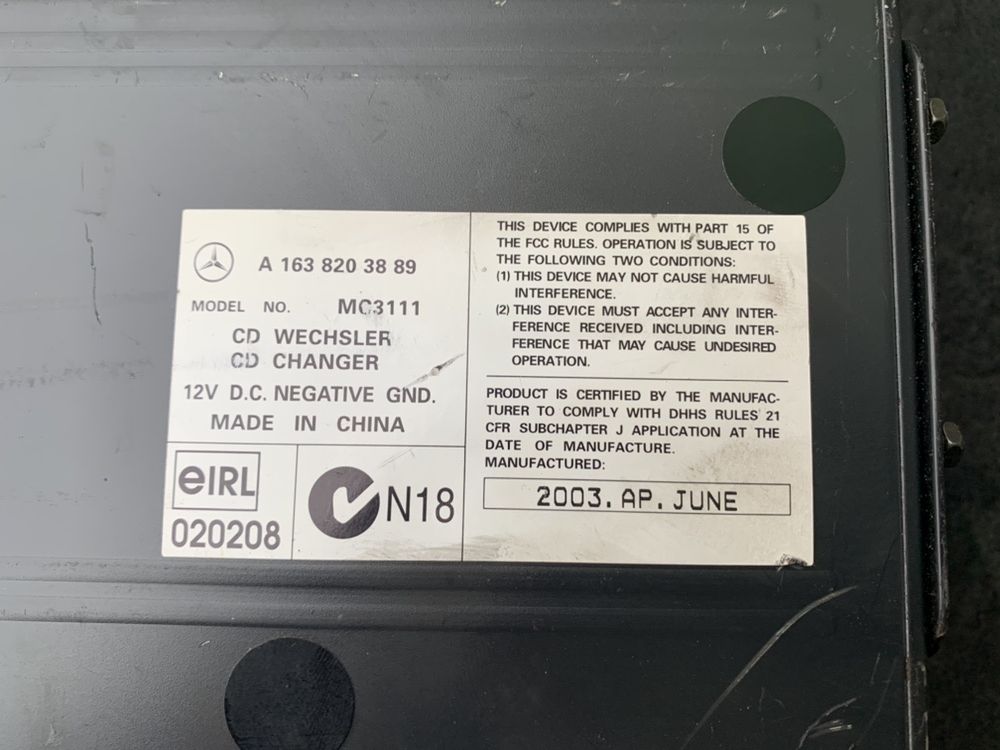 A 163 820 38 89
MODEL NO. MC3111
CD WECHSLER
CD CHANGER
12V D.C. NEGATIVE GND.
MADE IN CHINA
eIRL
020208
N18
THIS DEVICE COMPLIES WITH PART 15 OF
THE FCC RULES. OPERATION IS SUBJECT TO
THE FOLLOWING TWO CONDITIONS:
(1) THIS DEVICE MAY NOT CAUSE HARMFUL
INTERFERENCE.
(2) THIS DEVICE MUST ACCEPT ANY INTER-
FERENCE RECEIVED INCLUDING INTER-
FERENCE THAT MAY CAUSE UNDESIRED
OPERATION.
PRODUCT IS CERTIFIED BY THE MANUFAC-
TURER TO COMPLY WITH DHHS RULES 21
CFR SUBCHAPTER J APPLICATION AT THE
DATE OF MANUFACTURE.
MANUFACTURED:
2003. AP. JUNE